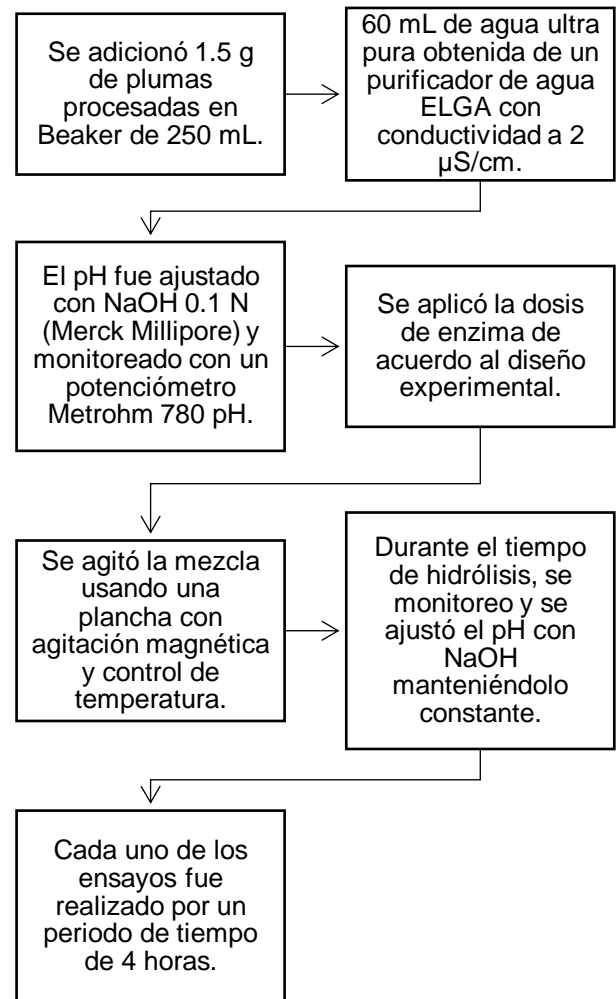 Se adicionó 1.5 g
de plumas
procesadas en
Beaker de 250 mL.
60 mL de agua ultra
pura obtenida de un
purificador de agua
ELGA con
conductividad a 2
µS/cm.
El pH fue ajustado
con NaOH 0.1 N
(Merck Millipore) y
monitoreado con un
potenciómetro
Metrohm 780 pH.
Se aplicó la dosis
de enzima de
acuerdo al diseño
experimental.
Se agitó la mezcla
usando una
plancha con
agitación magnética
y control de
temperatura.
Durante el tiempo
de hidrólisis, se
monitoreo y se
ajustó el pH con
NaOH
manteniéndolo
constante.
Cada uno de los
ensayos fue
realizado por un
periodo de tiempo
de 4 horas.